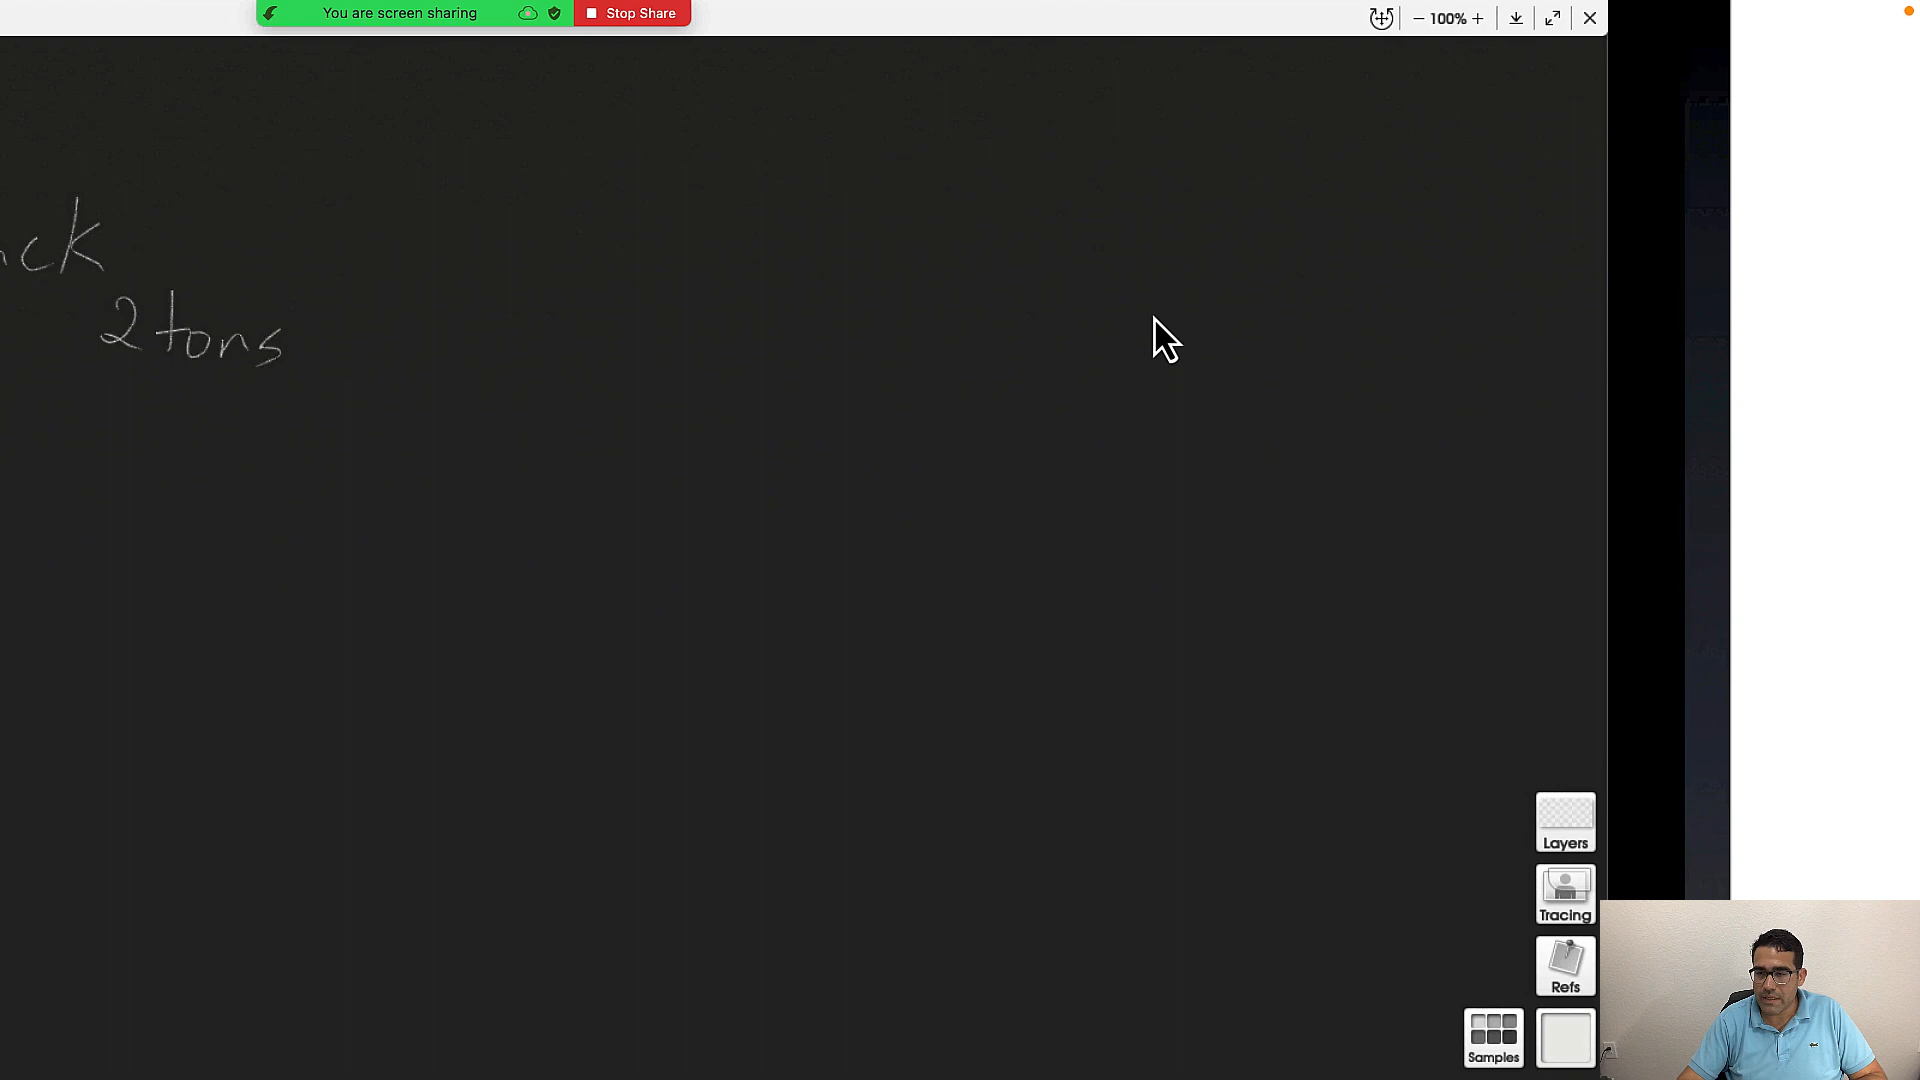 You are screen sharing
Stop Share
100%
ck
2 tons
Layers
Tracing
Refs
Samples